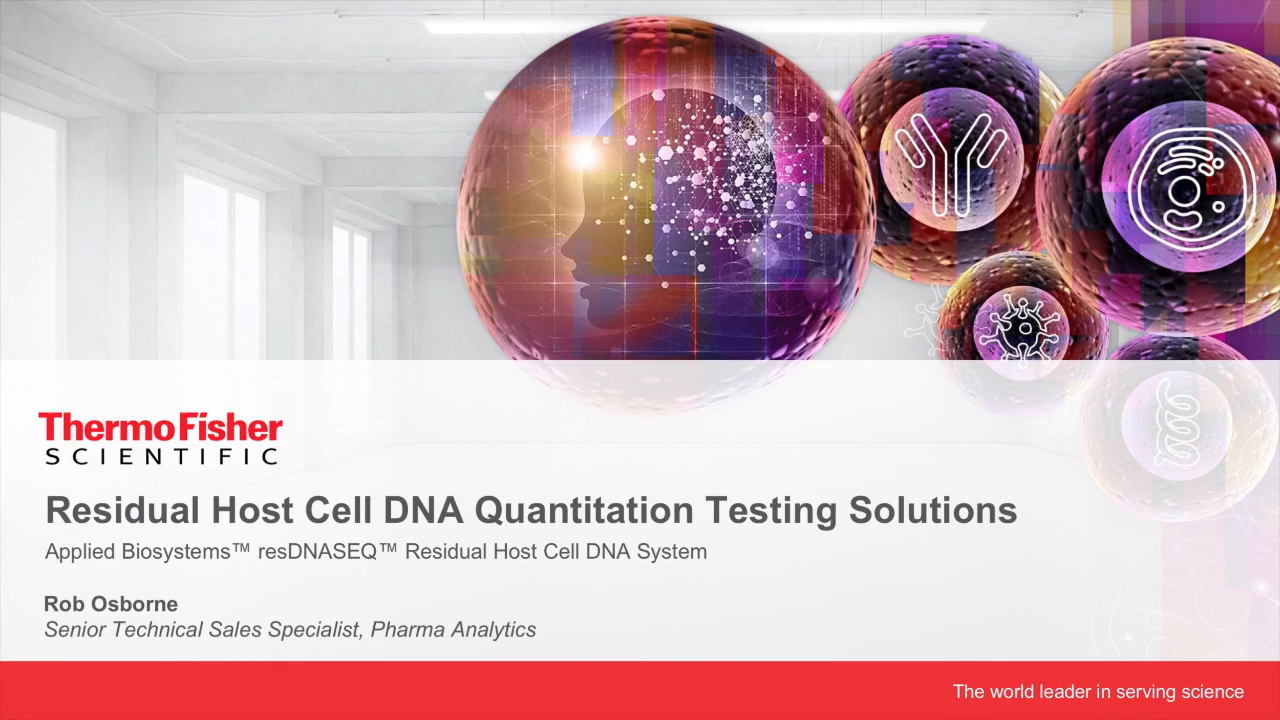 ThermoFisher
SCIENTIFIC
Residual Host Cell DNA Quantitation Testing Solutions
Applied Biosystems™ resDNASEQ™ Residual Host Cell DNA System
Rob Osborne
Senior Technical Sales Specialist, Pharma Analytics
The world leader in serving science